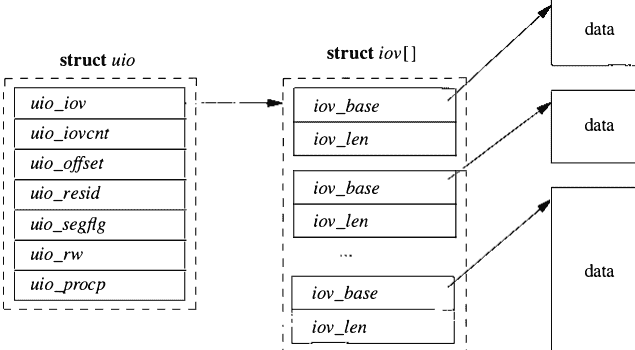 struct uio
uio_iov
uio_iovcnt
uio_offset
uio_resid
uio_segflg
uio_rw
uio_procp
struct iov[]
iov_base
iov_len
iov_base
iov_len
...
iov_base
iov_len
data
data
data